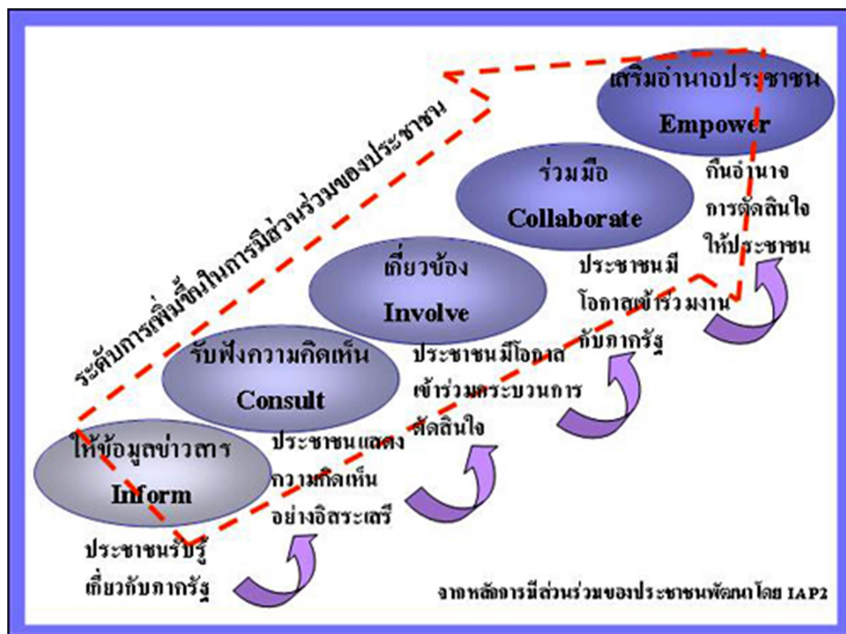 ระดับการเพิ่มขึ้นในการมีส่วนร่วมของประชาชน
ให้ข้อมูลข่าวสาร
Inform
ประชาชนรับรู้
เกี่ยวกับภาครัฐ
รับฟังความคิดเห็น
Consult
ประชาชนแสดง
ความคิดเห็น
อย่างอิสระเสรี
เกี่ยวข้อง
Involve
ประชาชนมีโอกาส
เข้าร่วมกระบวนการ
ตัดสินใจ
ร่วมมือ
Collaborate
ประชาชนมี
โอกาสเข้าร่วมงาน
กับภาครัฐ
เสริมอำนาอประชาชน
Empower
คืนอำนาจ
การตัดสินใจ
ให้ประชาชน
จากหลักการมีส่วนร่วมของประชาชนพัฒนาโดย IAP2